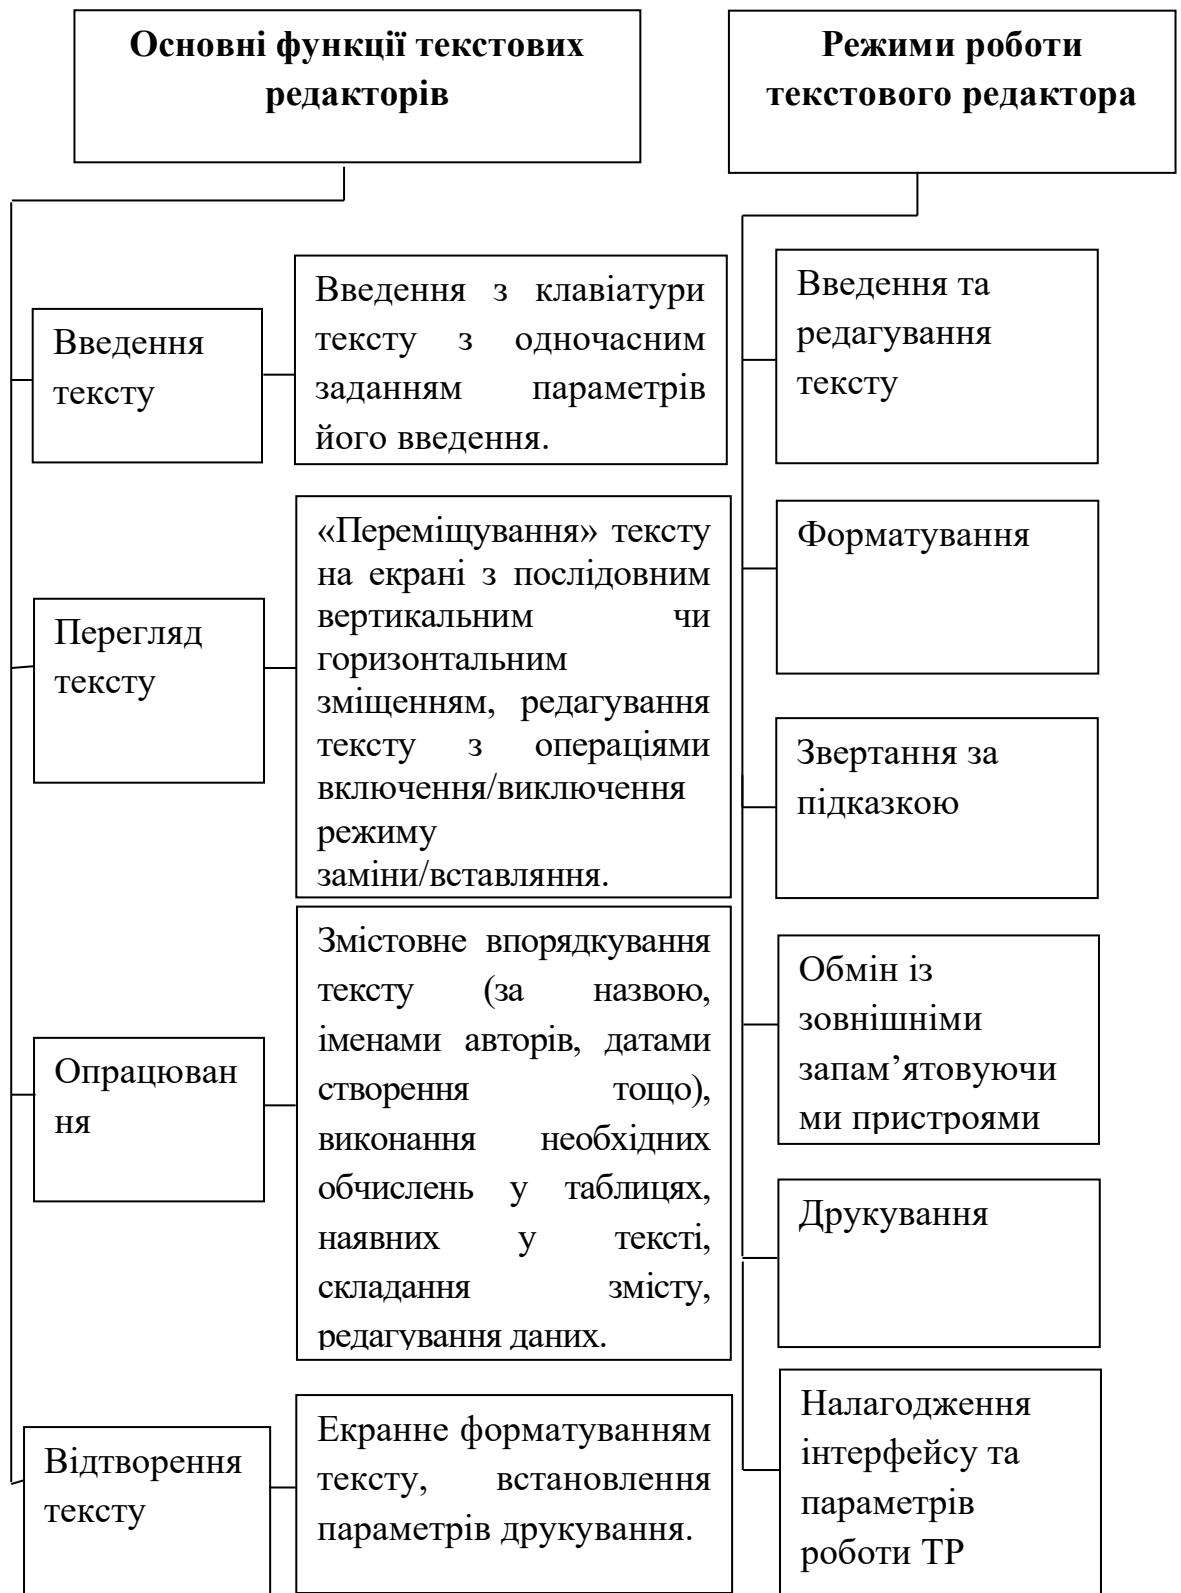 Основні функції текстових
редакторів
Режими роботи
текстового редактора
Введення
тексту
Введення з клавіатури
тексту з одночасним
заданням параметрів
його введення.
Перегляд
тексту
«Переміщування» тексту
на екрані з послідовним
вертикальним чи
горизонтальним
зміщенням, редагування
тексту з операціями
включення/виключення
режиму
заміни/вставляння.
Опрацюван
ня
Змістовне впорядкування
тексту (за назвою,
іменами авторів, датами
створення тощо),
виконання необхідних
обчислень у таблицях,
наявних у тексті,
складання змісту,
редагування даних.
Відтворення
тексту
Екранне форматуванням
тексту, встановлення
параметрів друкування.
Введення та
редагування
тексту
Форматування
Звертання за
підказкою
Обмін із
зовнішніми
запам’ятовуючи
ми пристроями
Друкування
Налагодження
інтерфейсу та
параметрів
роботи ТР